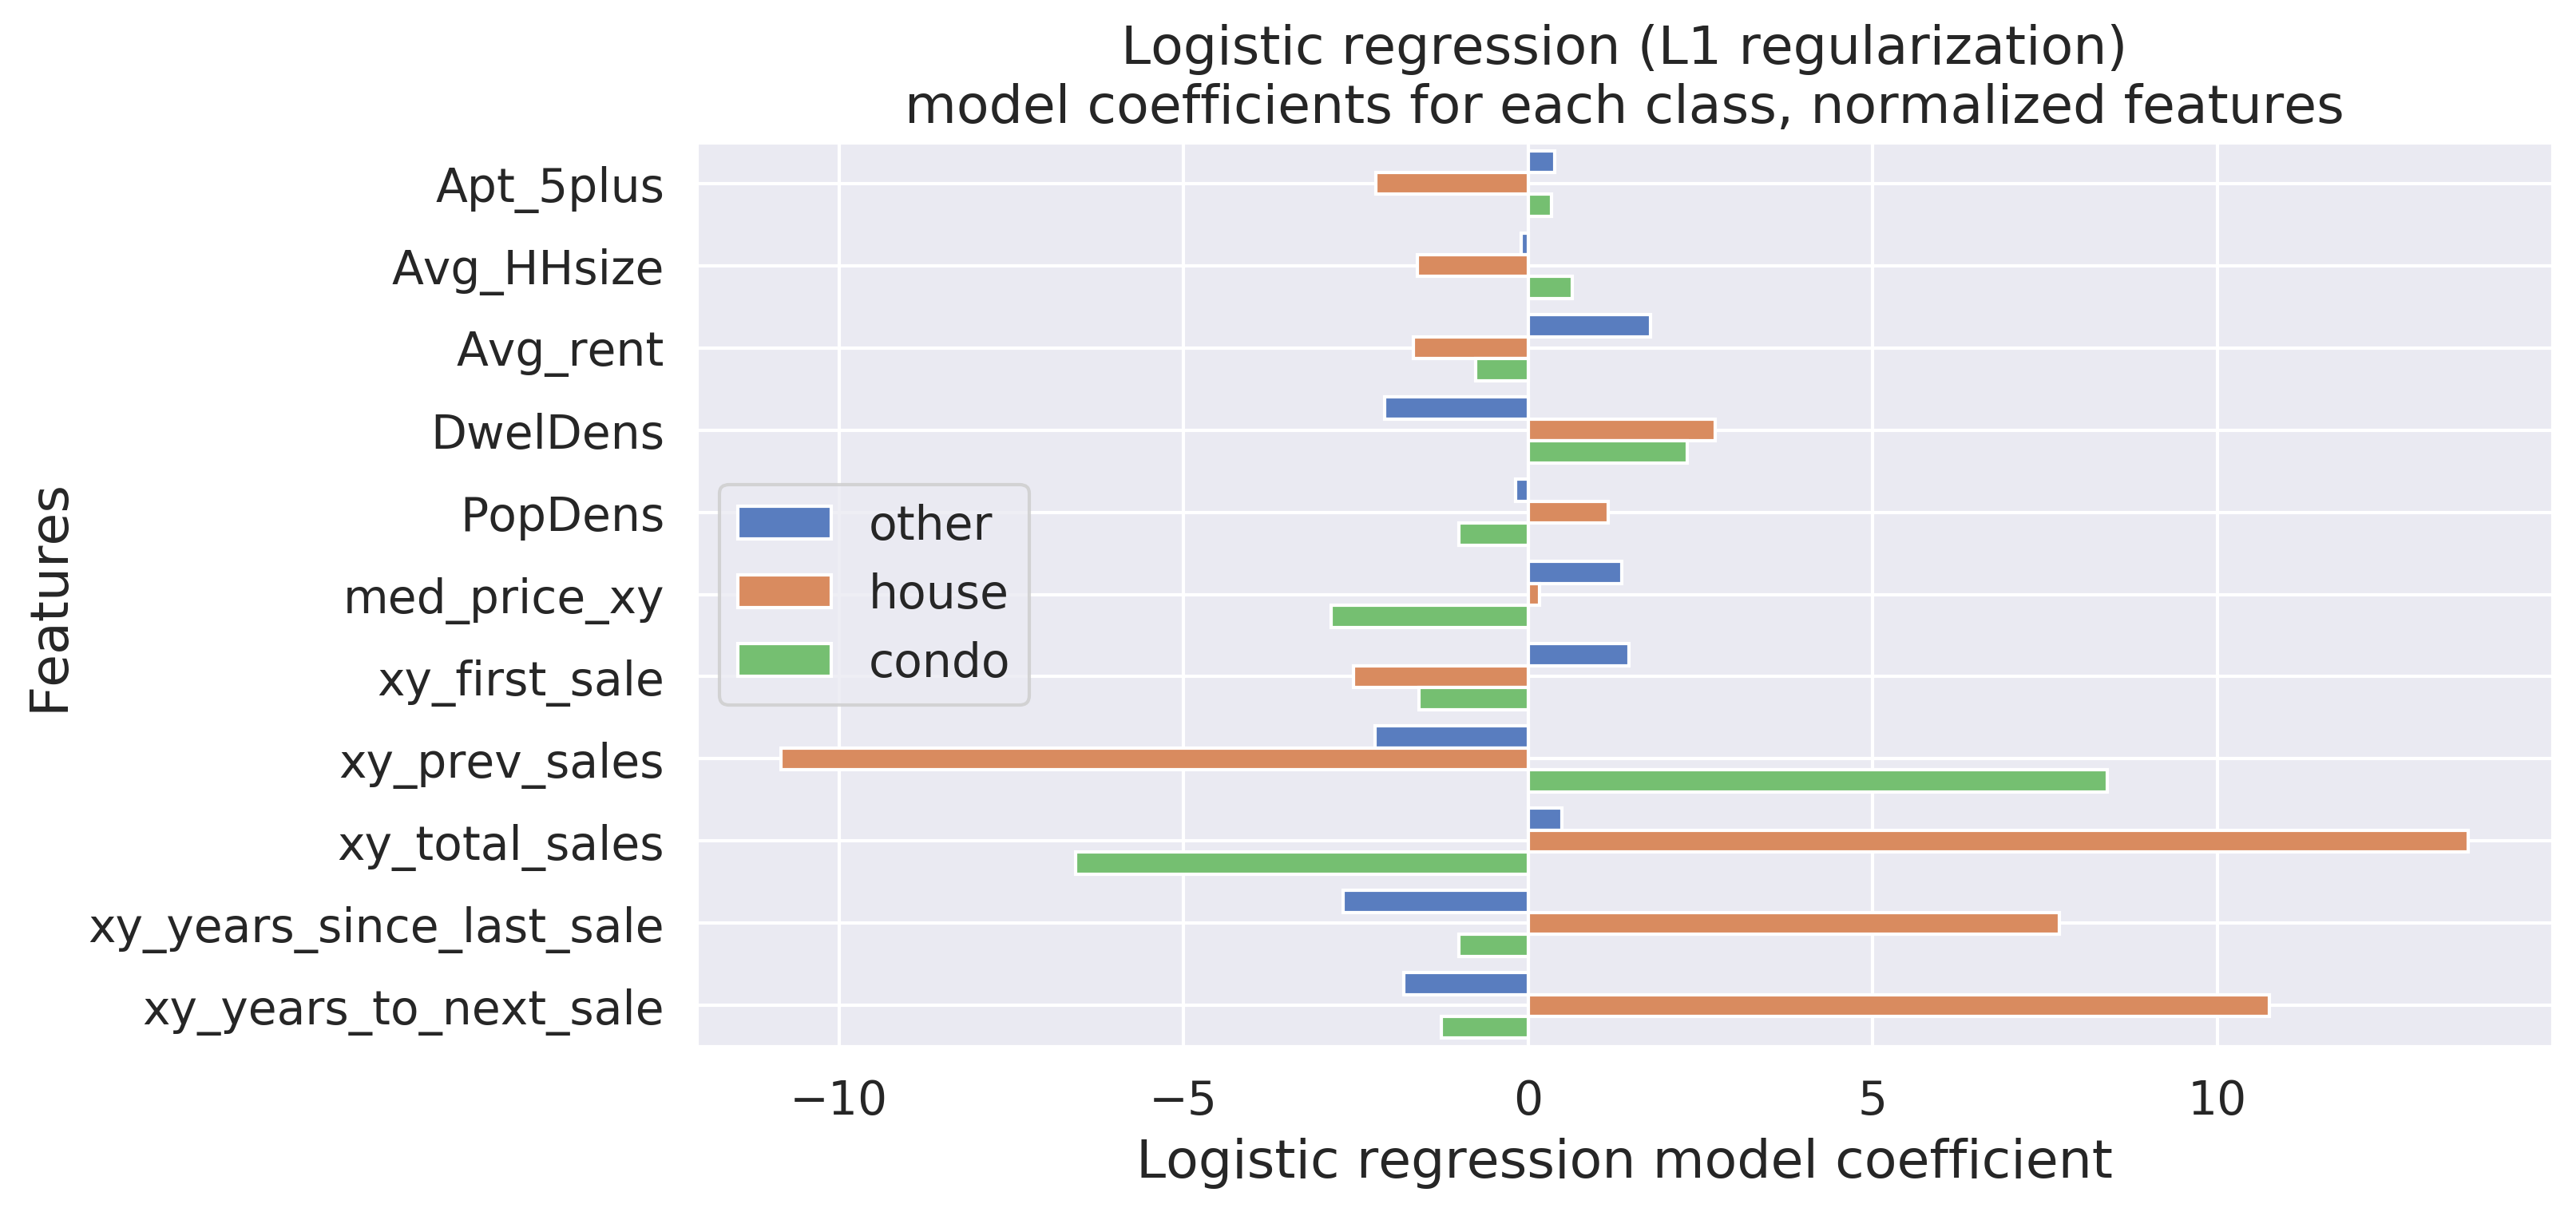 Logistic regression (L1 regularization)
model coefficients for each class, normalized features
Features
Apt_5plus
Avg_HHsize
Avg_rent
DwelDens
PopDens
med_price_xy
xy_first_sale
xy_prev_sales
xy_total_sales
xy_years_since_last_sale
xy_years_to_next_sale
other
house
condo
−10
−5
0
5
10
Logistic regression model coefficient